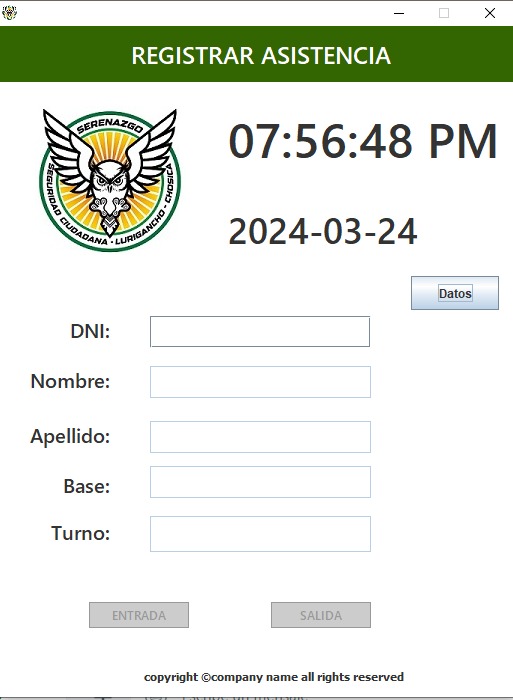 REGISTRAR ASISTENCIA
SERENAZGO
SEGURIDAD CIUDADANA - LURIGANCHO - CHOSICA
07:56:48 PM
2024-03-24
Datos
DNI:
Nombre:
Apellido:
Base:
Turno:
ENTRADA
SALIDA
copyright ©company name all rights reserved